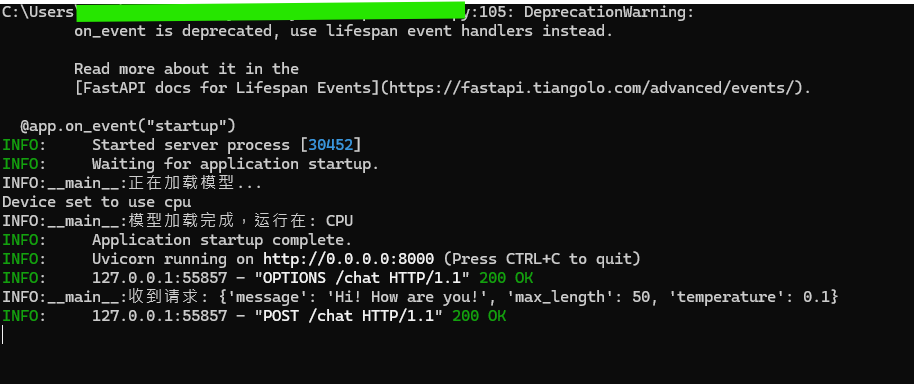 C:\Users\ y:105: DeprecationWarning:
on_event is deprecated, use lifespan event handlers instead.
Read more about it in the
[FastAPI docs for Lifespan Events](https://fastapi.tiangolo.com/advanced/events/).
@app.on_event("startup")
INFO: Started server process [30452]
INFO: Waiting for application startup.
INFO:__main__:正在加载模型...
Device set to use cpu
INFO:__main__:模型加载完成，运行在: CPU
INFO: Application startup complete.
INFO: Uvicorn running on http://0.0.0.0:8000 (Press CTRL+C to quit)
INFO: 127.0.0.1:55857 - "OPTIONS /chat HTTP/1.1" 200 OK
INFO:__main__:收到请求: {'message': 'Hi! How are you!', 'max_length': 50, 'temperature': 0.1}
INFO: 127.0.0.1:55857 - "POST /chat HTTP/1.1" 200 OK